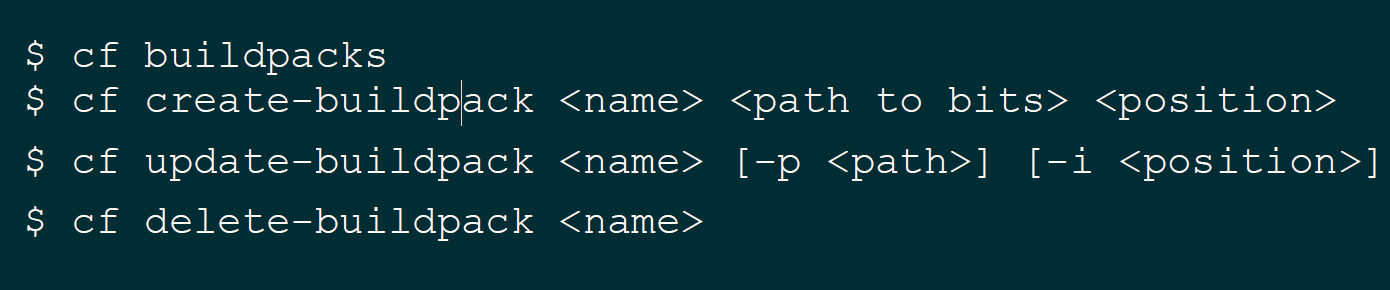 $ cf buildpacks
$ cf create-buildpack <name> <path to bits> <position>
$ cf update-buildpack <name> [-p <path>] [-i <position>]
$ cf delete-buildpack <name>